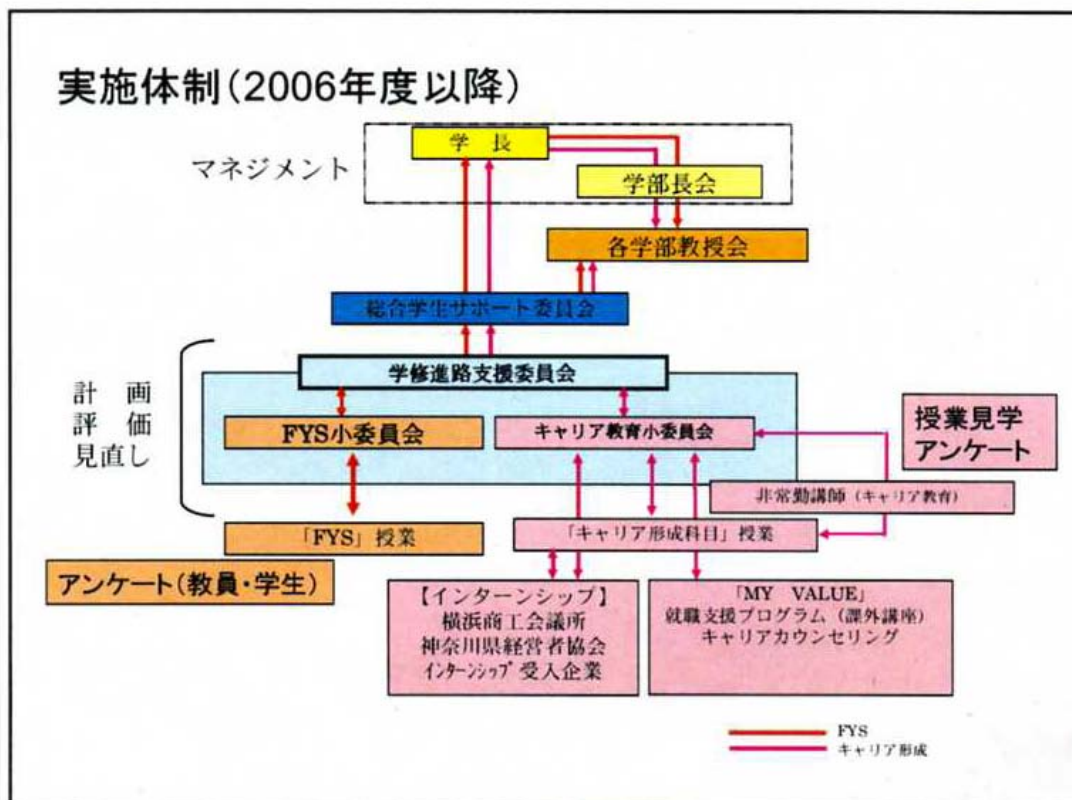 実施体制(2006年度以降)
学 長
マネジメント
学部長会
各学部教授会
総合学生サポート委員会
学修進路支援委員会
計 画
評 価
見直し
FYS小委員会
キャリア教育小委員会
授業見学
アンケート
非常勤講師(キャリア教育)
「FYS」授業
「キャリア形成科目」授業
アンケート(教員・学生)
【インターンシップ】
横浜商工会議所
神奈川県経営者協会
インターンシップ 受入企業
「MY VALUE」
就職支援プログラム(課外講座)
キャリアカウンセリング
FYS
キャリア形成